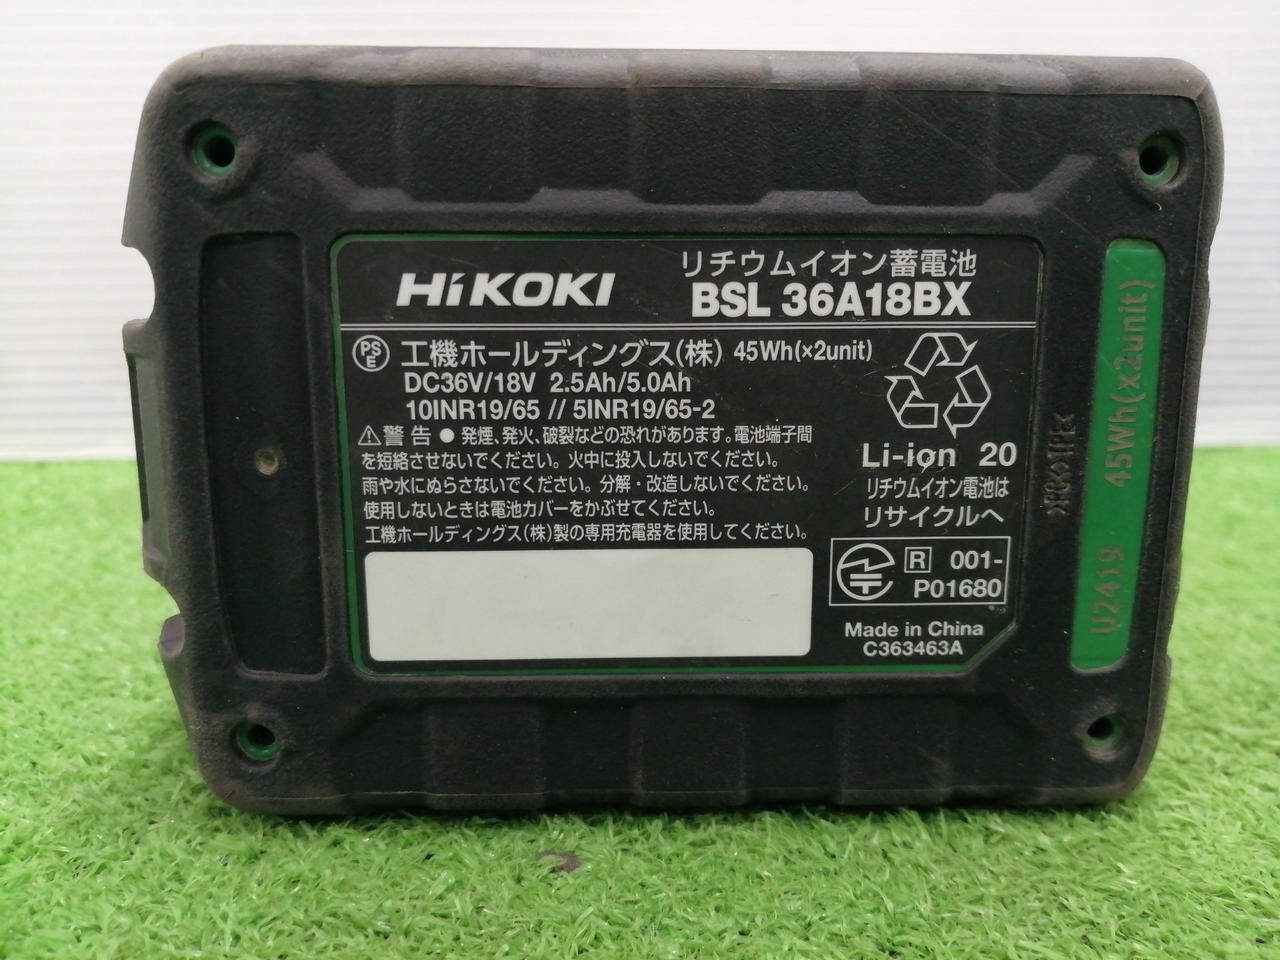 HiKOKI
リチウムイオン蓄電池
BSL 36A18BX
PSE 工機ホールディングス(株) 45Wh(×2unit)
DC36V/18V 2.5Ah/5.0Ah
10INR19/65 // 5INR19/65-2
⚠警告 ● 発煙、発火、破裂などの恐れがあります。電池端子間
を短絡させないでください。火中に投入しないでください。
雨や水にぬらさないでください。分解・改造しないでください。
使用しないときは電池カバーをかぶせてください。
工機ホールディングス(株)製の専用充電器を使用してください。
Li-ion 20
リチウムイオン電池は
リサイクルへ
R 001-
P01680
Made in China
C363463A
U2419 45Wh(x2unit)